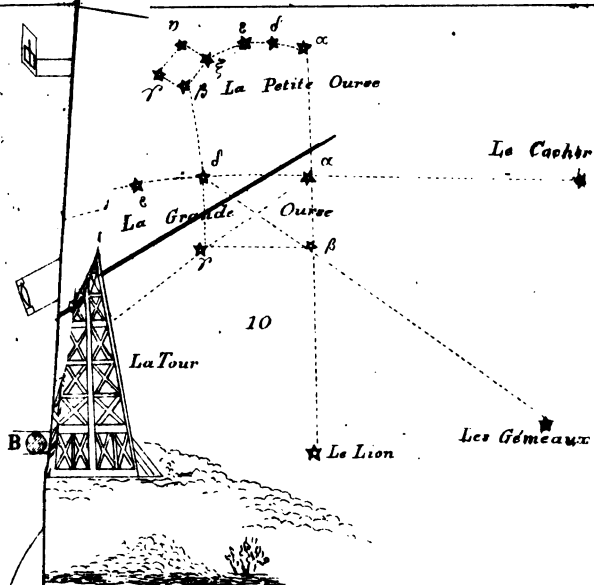 η ε δ α
ξ
γ β La Petite Ourse
δ α Le Cocher
e La Grande Ourse
γ β
10
La Tour
B Le Lion Les Gémeaux